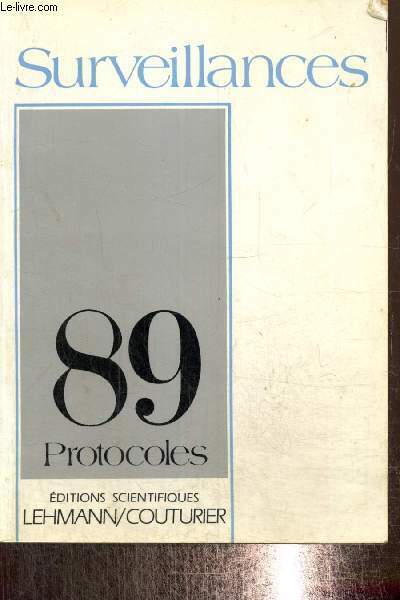 Le-livre.com
Surveillances
89
Protocoles
ÉDITIONS SCIENTIFIQUES
LEHMANN/COUTURIER